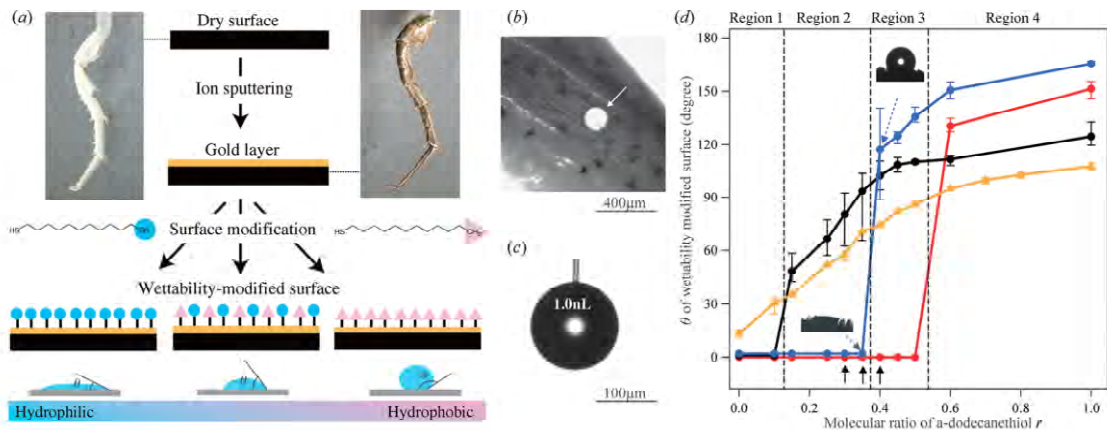 (a)
Dry surface
Ion sputtering
Gold layer
HS
Surface modification
HS
Wettability-modified surface
Hydrophilic
Hydrophobic
(b)
400μm
(c)
1.0nL
100μm
(d)
Region 1
Region 2
Region 3
Region 4
θ of wettability modified surface (degree)
180
150
120
90
60
30
0
0.0
0.2
0.4
0.6
0.8
1.0
Molecular ratio of a-dodecanethiol r